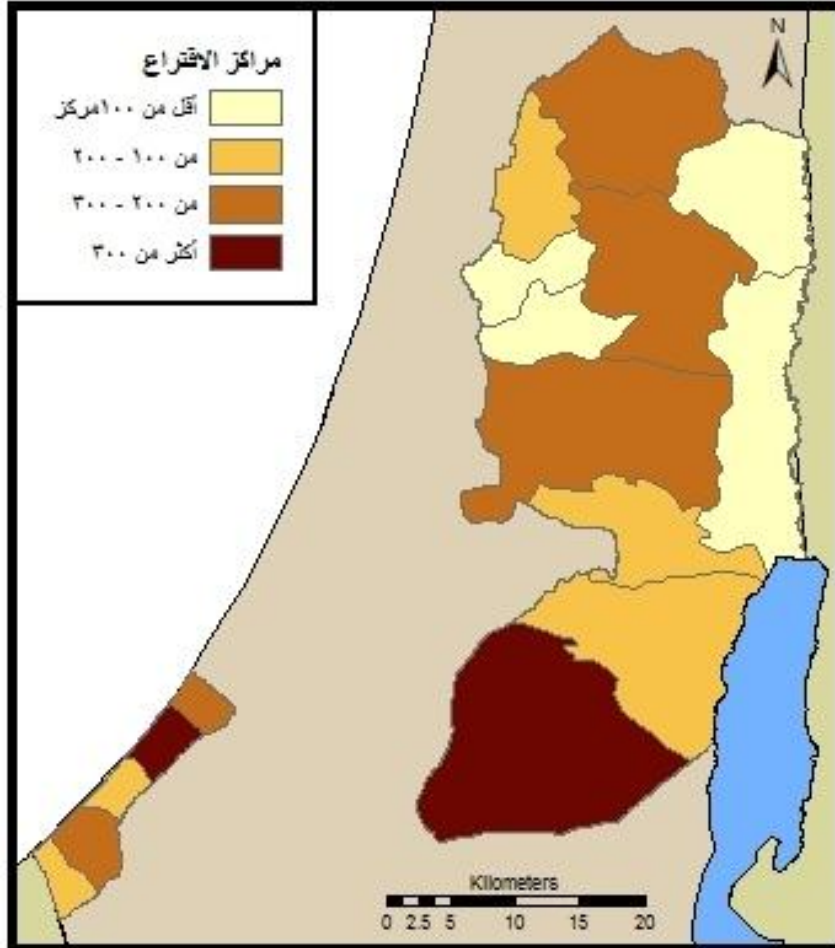 مراكز الاقتراع
أقل من ١٠٠مركز
من ١٠٠ - ٢٠٠
من ٢٠٠ - ٣٠٠
أكثر من ٣٠٠
N
Kilometers
0 2.5 5 10 15 20